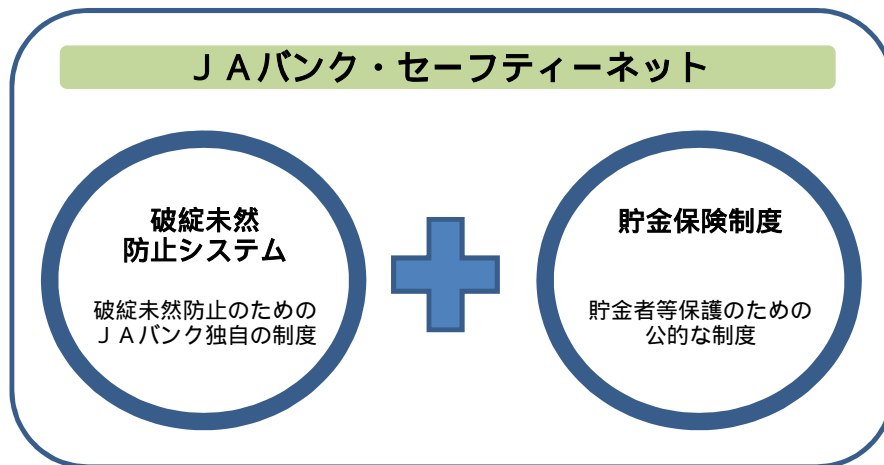 ＪＡバンク・セーフティーネット
破綻未然
防止システム
破綻未然防止のための
ＪＡバンク独自の制度
貯金保険制度
貯金者等保護のための
公的な制度